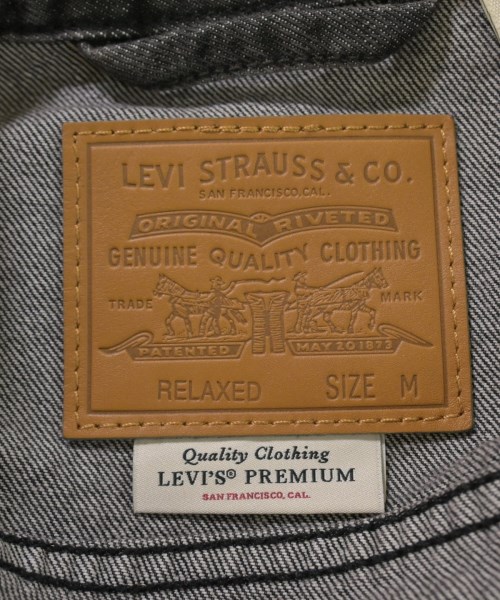 LEVI STRAUSS & CO.
SAN FRANCISCO, CAL.
ORIGINAL RIVETED
GENUINE QUALITY CLOTHING
TRADE MARK
PATENTED MAY 20 1873
RELAXED SIZE M
Quality Clothing
LEVI'S® PREMIUM
SAN FRANCISCO, CAL.